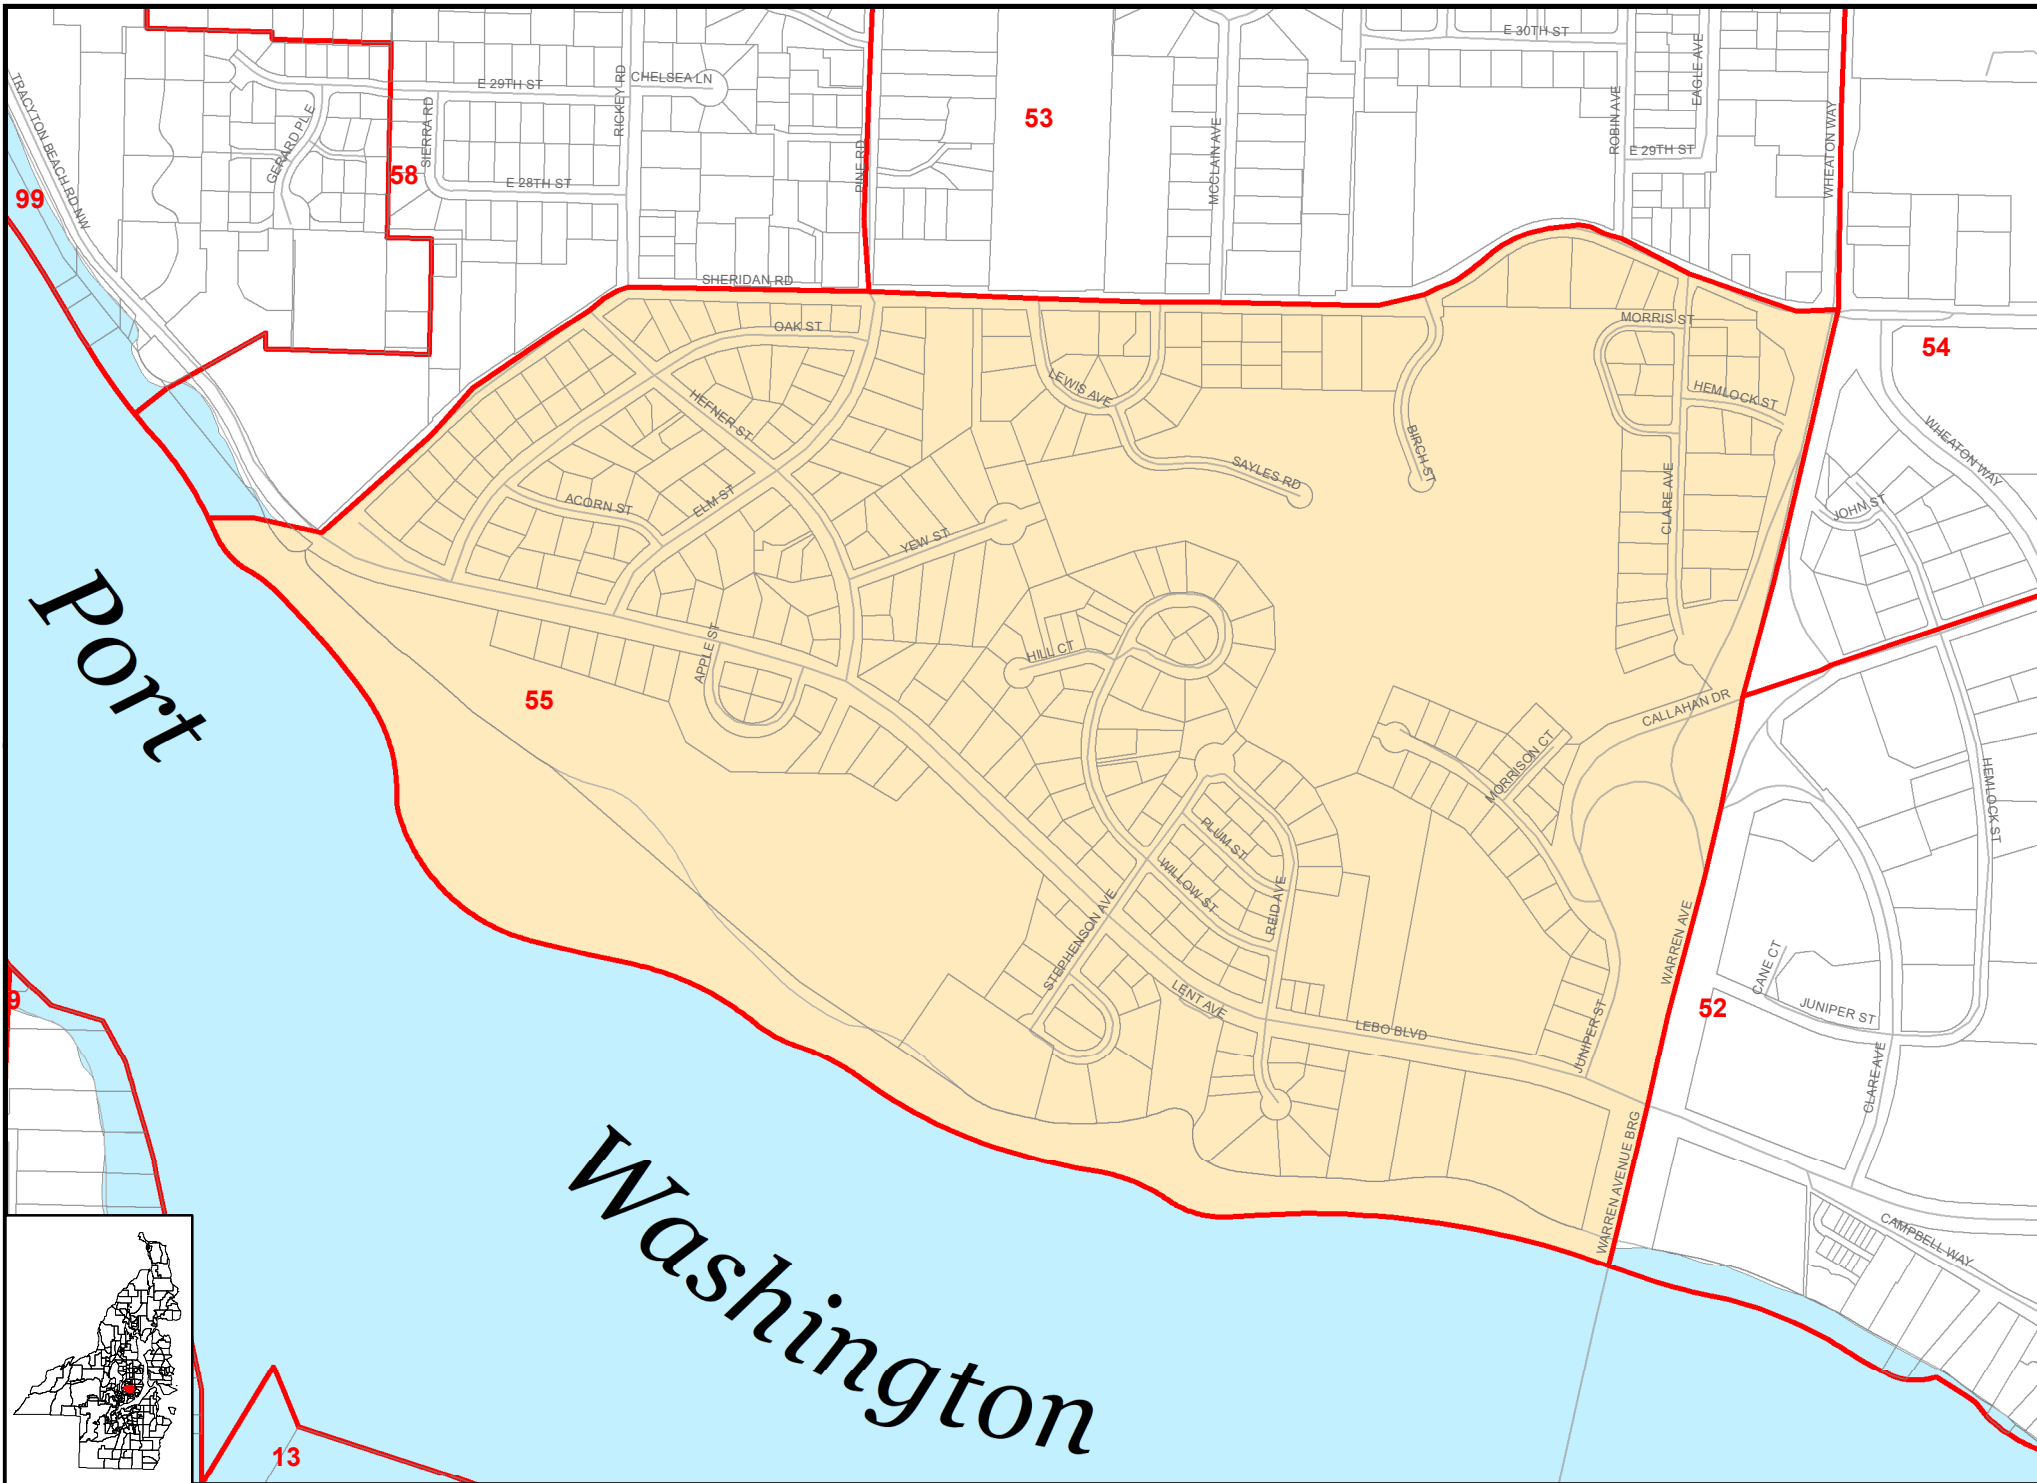 E 30TH ST
EAGLE AVE
E 29TH ST
CHELSEA LN
RICKEY RD
SIERRA RD
GERARD PL E
TRACYTON BEACH RD NW
53
MCCLAIN AVE
ROBIN AVE
E 29TH ST
WHEATON WAY
58
E 28TH ST
PINE RD
99
SHERIDAN RD
OAK ST
MORRIS ST
54
LEWIS AVE
HEFNER ST
HEMLOCK ST
WHEATON WAY
BIRCH ST
SAYLES RD
ACORN ST
ELM ST
CLARE AVE
JOHN ST
YEW ST
Port
APPLE ST
HILL CT
55
CALLAHAN DR
MORRISON CT
HEMLOCK ST
PLUM ST
WILLOW ST
REID AVE
STEPHENSON AVE
WARREN AVE
CANE CT
9
LENT AVE
LEBO BLVD
JUNIPER ST
52
JUNIPER ST
CLARE AVE
WARREN AVENUE BRG
CAMPBELL WAY
Washington
13